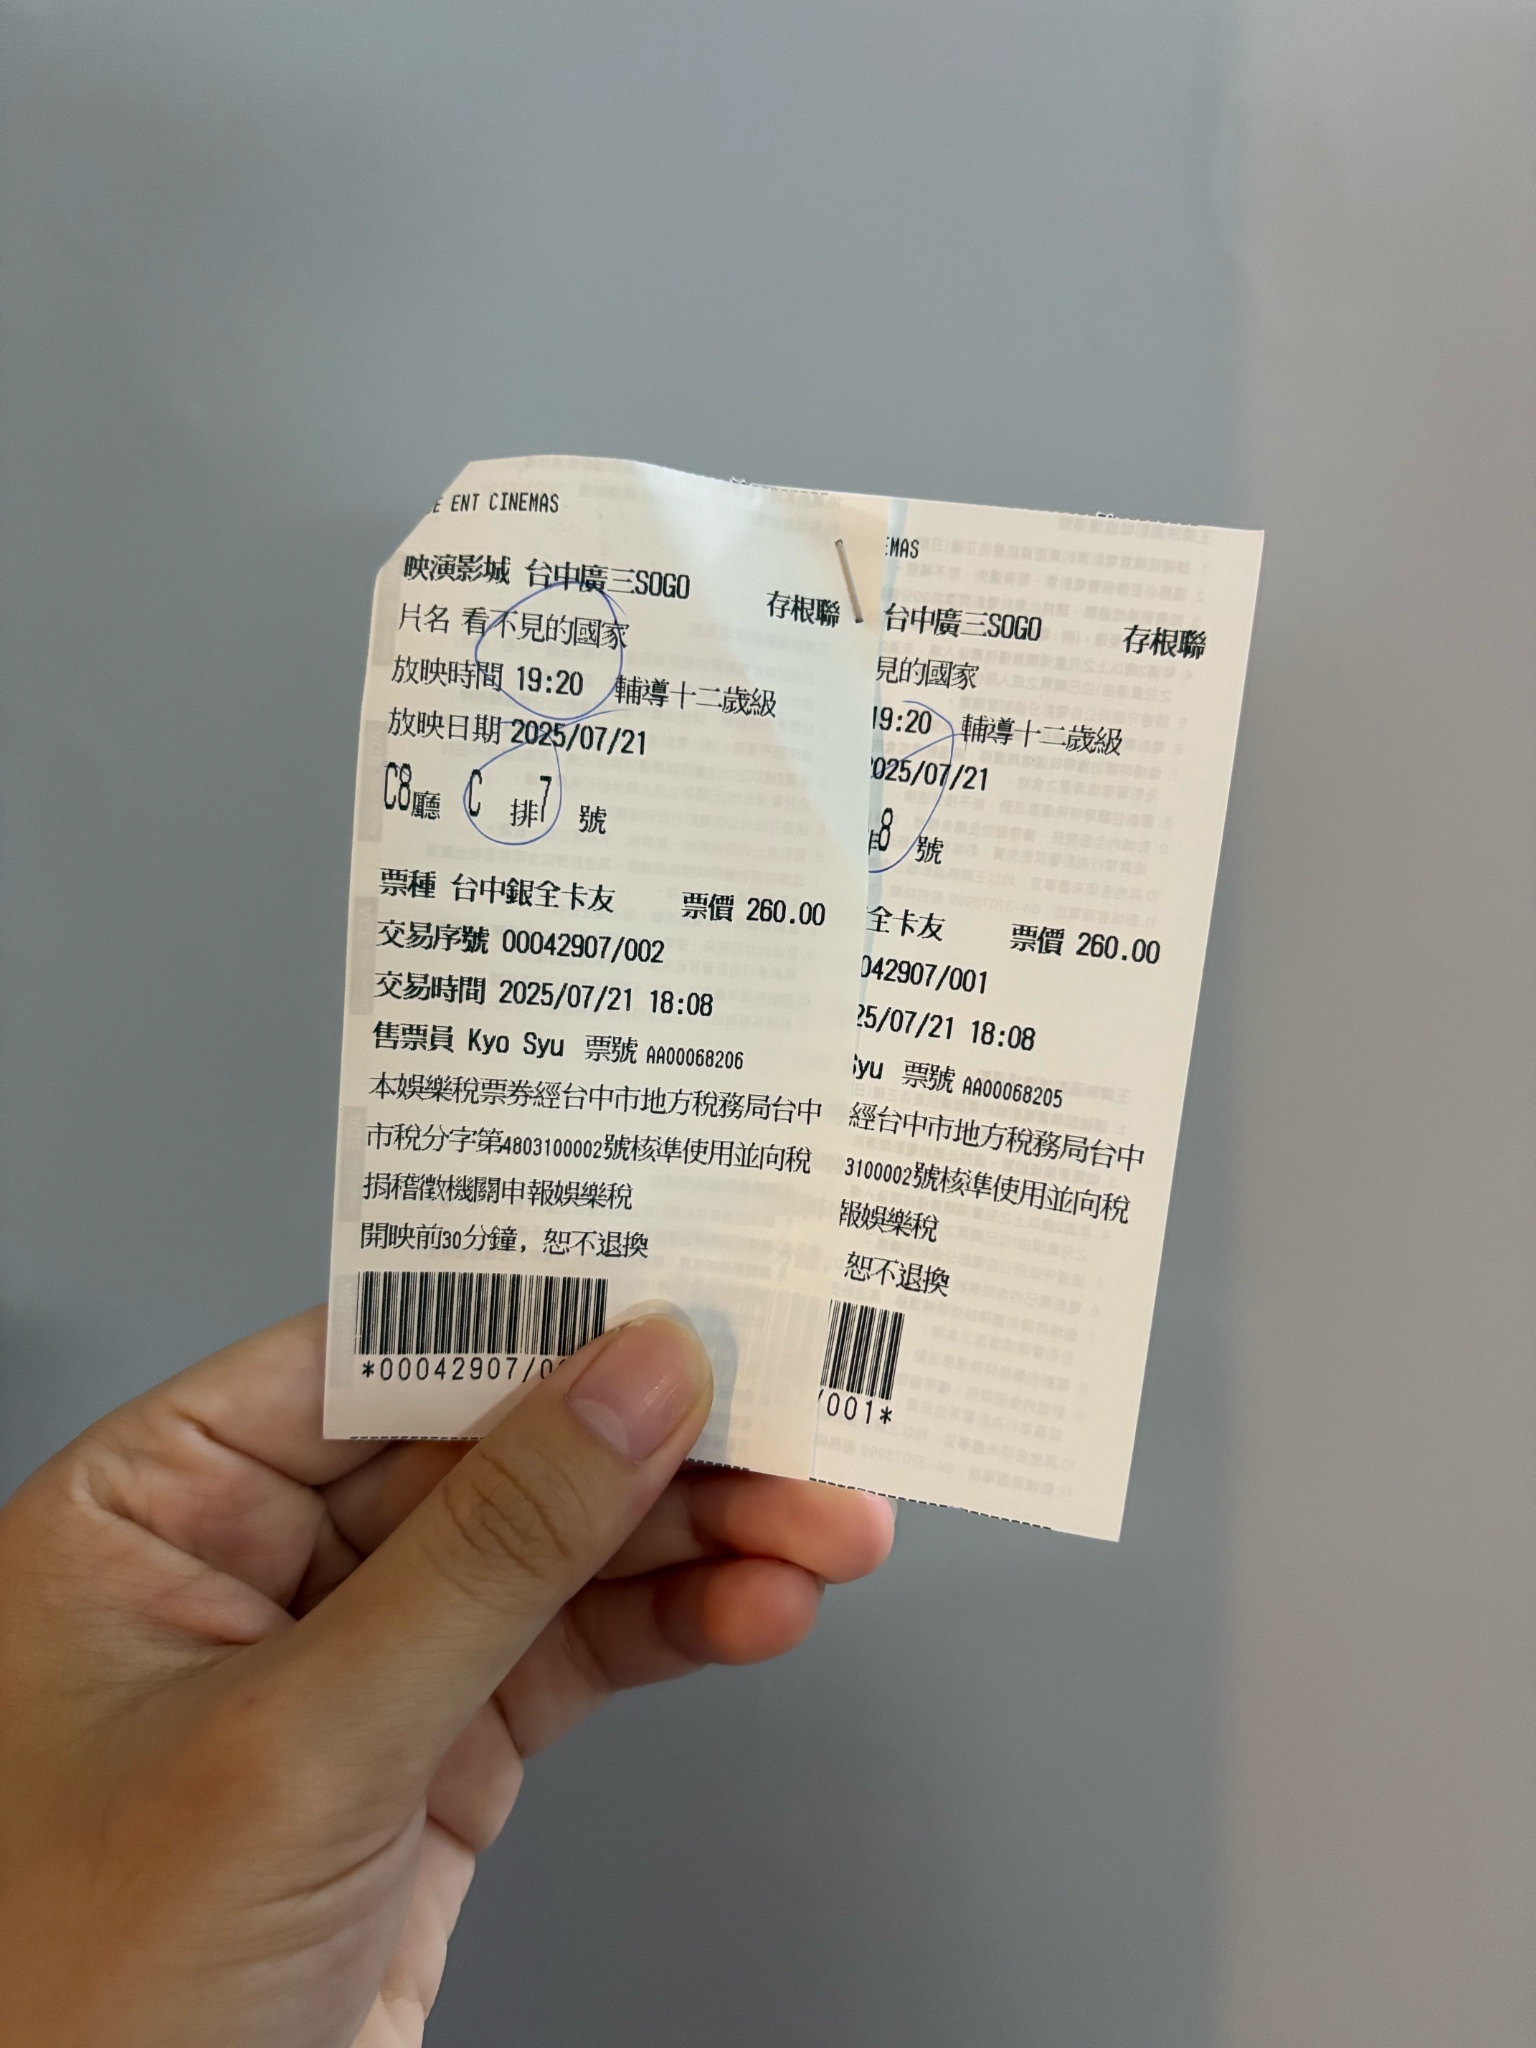 ENT CINEMAS
映演影城 台中廣三SOGO
存根聯
片名 看不見的國家
放映時間 19:20 輔導十二歲級
放映日期 2025/07/21
C8廳 C 排7 號
票種 台中銀全卡友 票價 260.00
交易序號 00042907/002
交易時間 2025/07/21 18:08
售票員 Kyo Syu 票號 AA00068206
本娛樂稅票券經台中市地方稅務局台中
市稅分字第4803100002號核準使用並向稅
捐稽徵機關申報娛樂稅
開映前30分鐘，恕不退換
*00042907/0
EMAS
台中廣三SOGO
存根聯
見的國家
19:20 輔導十二歲級
2025/07/21
排8 號
全卡友 票價 260.00
042907/001
25/07/21 18:08
Syu 票號 AA00068205
經台中市地方稅務局台中
3100002號核準使用並向稅
報娛樂稅
恕不退換
/001*